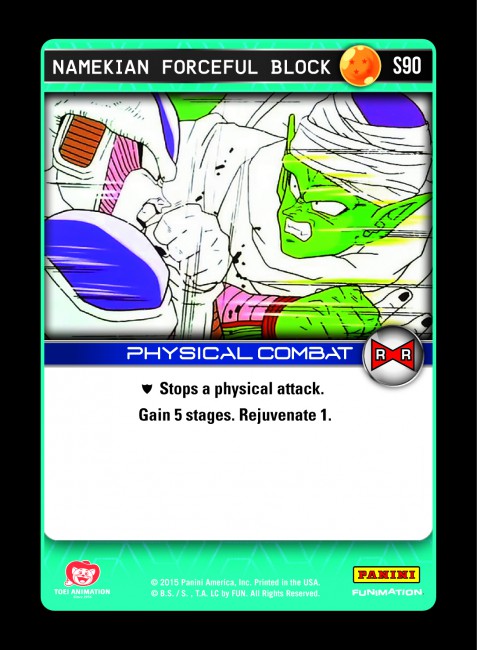 NAMEKIAN FORCEFUL BLOCK S90
PHYSICAL COMBAT
R R
Stops a physical attack.
Gain 5 stages. Rejuvenate 1.
TOEI ANIMATION
© 2015 Panini America, Inc. Printed in the USA.
© B.S. / S. , T.A. LC by FUN. All Rights Reserved.
PANINI
FUNIMATION